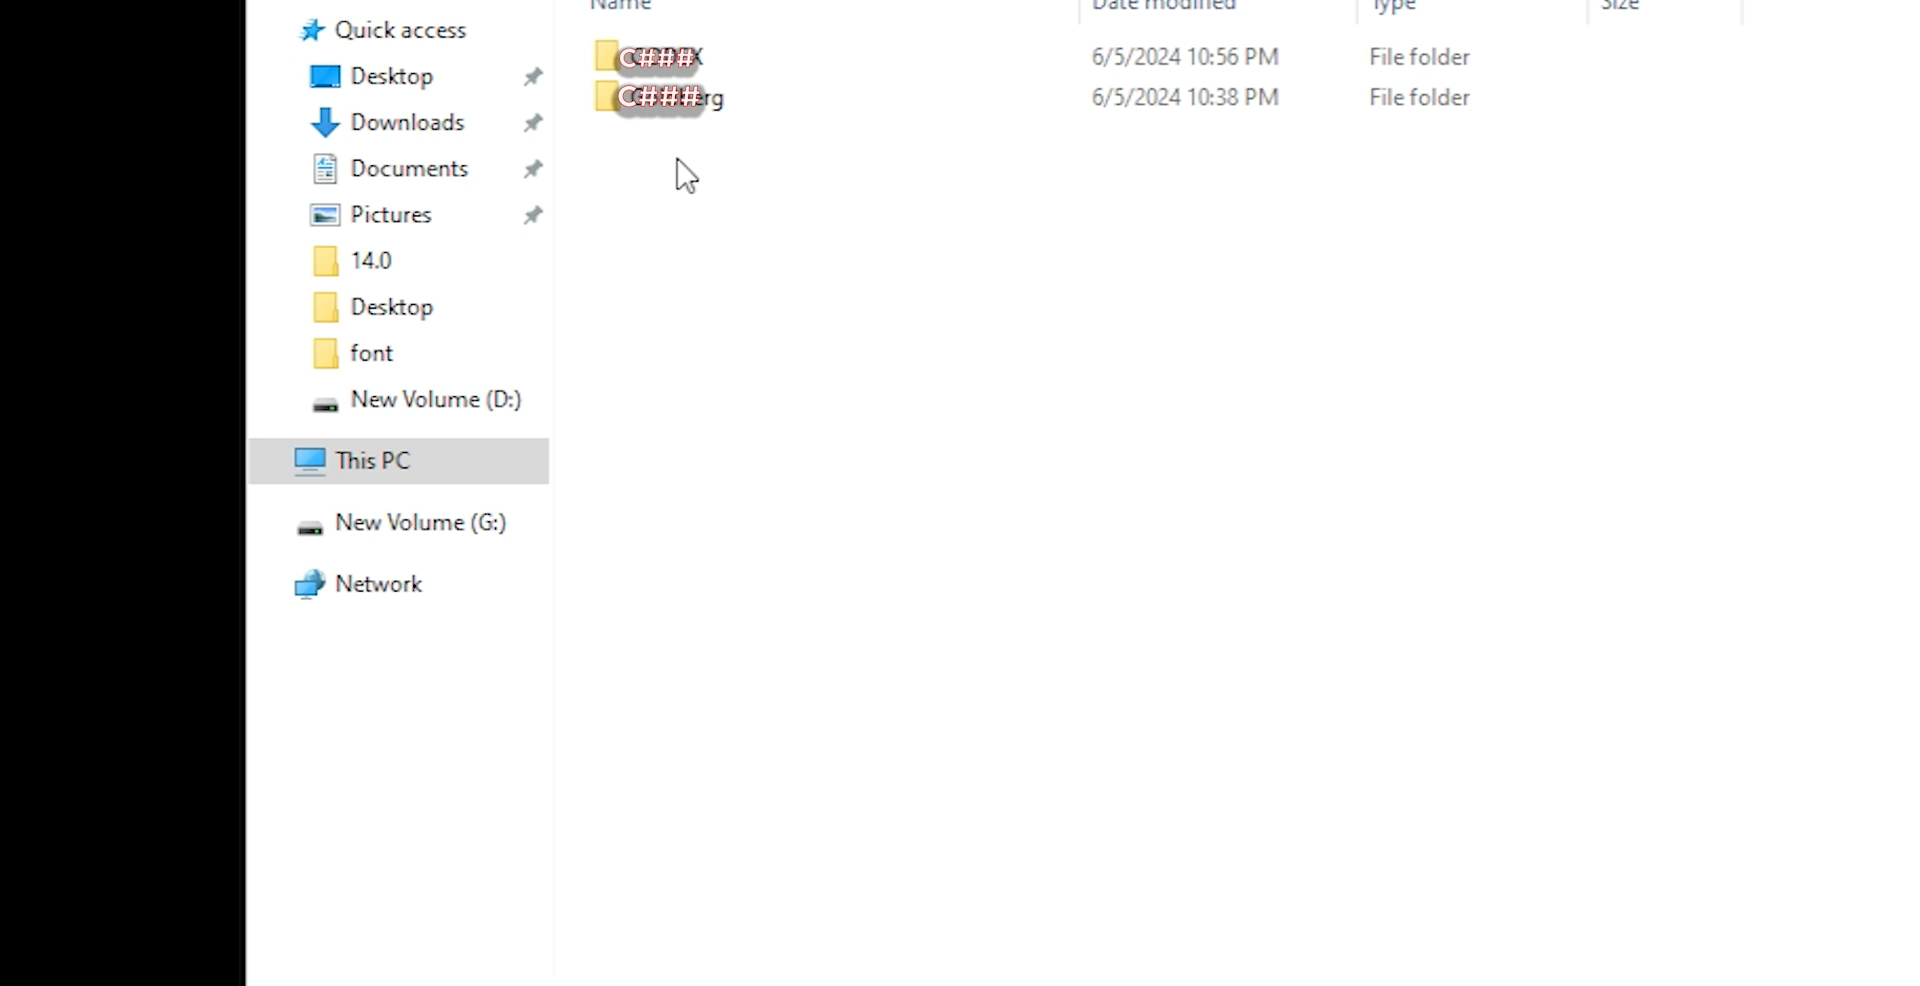 Name Date modified Type Size
Quick access
C### 6/5/2024 10:56 PM File folder
Desktop
C### 6/5/2024 10:38 PM File folder
Downloads
Documents
Pictures
14.0
Desktop
font
New Volume (D:)
This PC
New Volume (G:)
Network